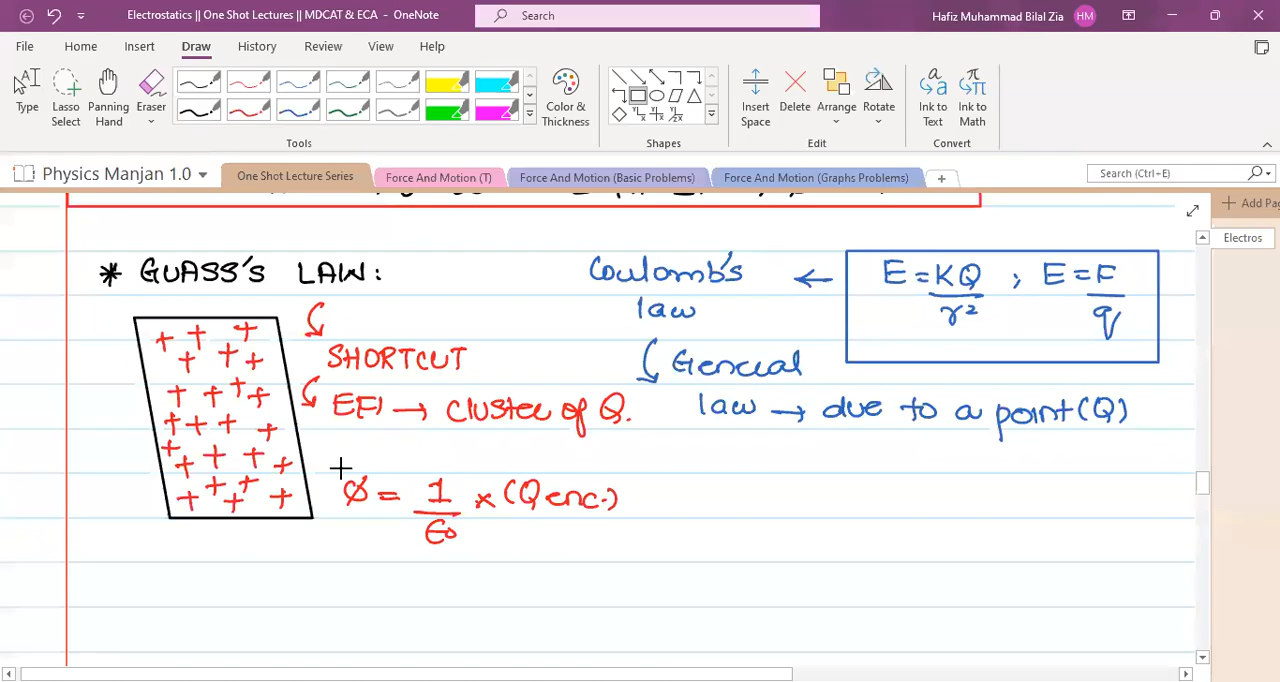 Electrostatics || One Shot Lectures || MDCAT & ECA - OneNote
Search
Hafiz Muhammad Bilal Zia
HM
File Home Insert Draw History Review View Help
Type
Lasso Select
Panning Hand
Eraser
Color & Thickness
Insert Space
Delete
Arrange
Rotate
Ink to Text
Ink to Math
Tools
Shapes
Edit
Convert
Physics Manjan 1.0
One Shot Lecture Series
Force And Motion (T)
Force And Motion (Basic Problems)
Force And Motion (Graphs Problems)
Search (Ctrl+E)
Add Pag
Electros
* GUASS'S LAW:
SHORTCUT
EFI → cluster of Q.
φ = 1/ε0 × (Q enc.)
Coulomb's law ← E = KQ/r² ; E = F/q
General
law → due to a point (Q)